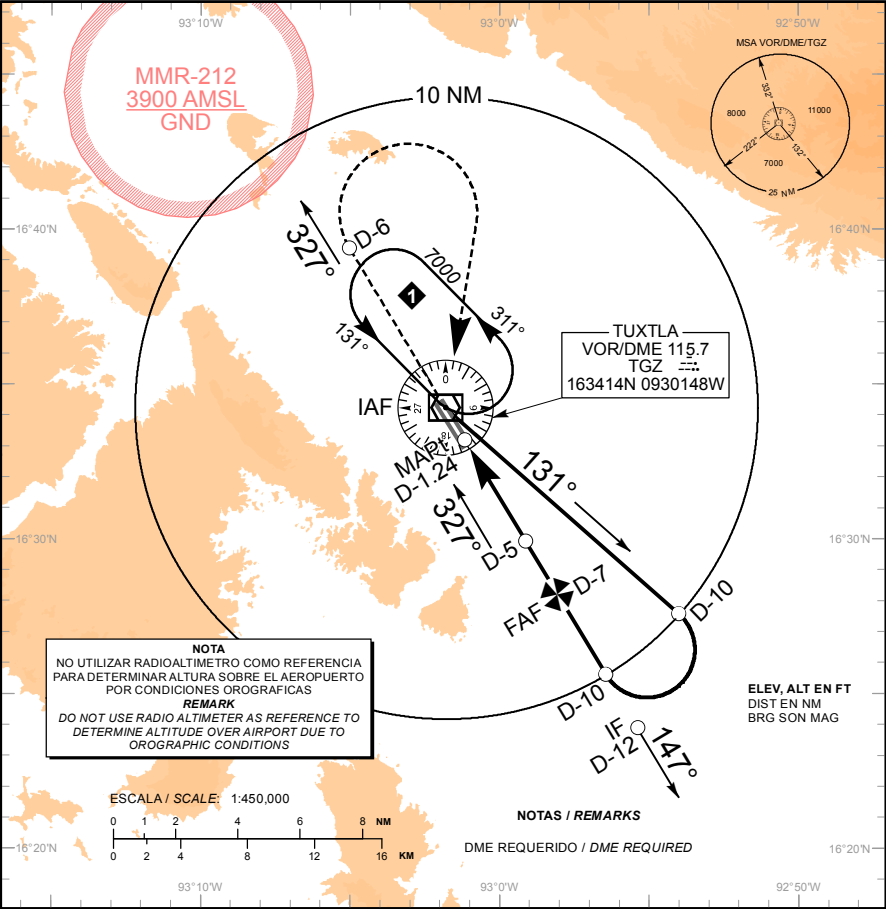 93°10'W
93°00'W
92°50'W
MMR-212
3900 AMSL
GND
10 NM
MSA VOR/DME/TGZ
332°
8000
11000
222°
132°
7000
25 NM
16°40'N
16°40'N
327°
D-6
7000
1
131°
311°
TUXTLA
VOR/DME 115.7
TGZ
163414N 0930148W
IAF
0
27
9
18
MAPt
D-1.24
131°
327°
16°30'N
16°30'N
D-5
D-7
FAF
D-10
D-10
IF
D-12
147°
NOTA
NO UTILIZAR RADIOALTIMETRO COMO REFERENCIA
PARA DETERMINAR ALTURA SOBRE EL AEROPUERTO
POR CONDICIONES OROGRAFICAS
REMARK
DO NOT USE RADIO ALTIMETER AS REFERENCE TO
DETERMINE ALTITUDE OVER AIRPORT DUE TO
OROGRAPHIC CONDITIONS
ELEV, ALT EN FT
DIST EN NM
BRG SON MAG
ESCALA / SCALE: 1:450,000
0 1 2 4 6 8 NM
0 2 4 8 12 16 KM
NOTAS / REMARKS
DME REQUERIDO / DME REQUIRED
16°20'N
16°20'N
93°10'W
93°00'W
92°50'W